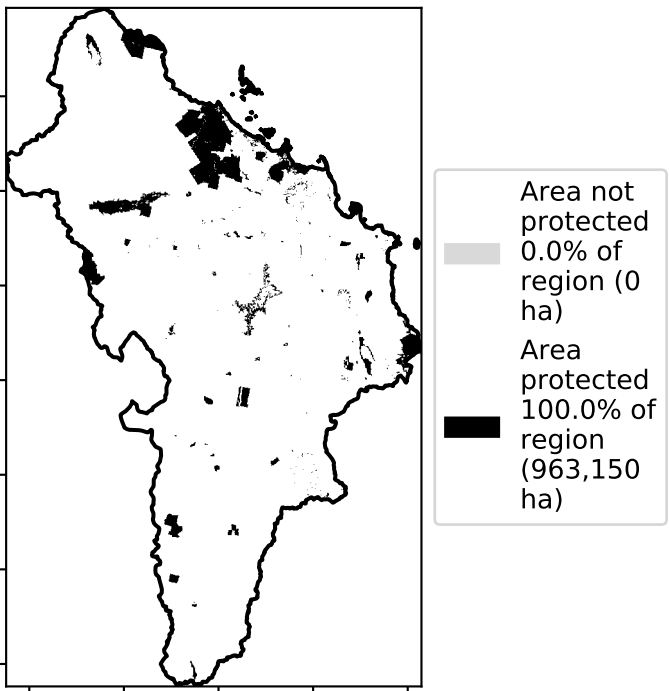 Area not
protected
0.0% of
region (0
ha)
Area
protected
100.0% of
region
(963,150
ha)